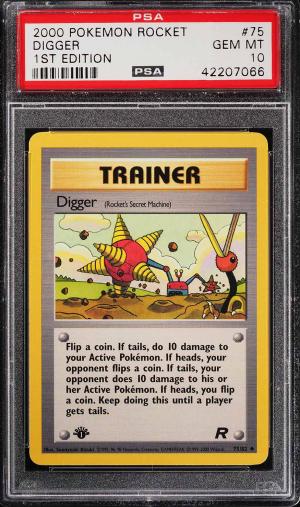 PSA
2000 POKEMON ROCKET #75
DIGGER GEM MT
1ST EDITION 10
PSA 42207066
TRAINER
Digger (Rocket's Secret Machine)
Flip a coin. If tails, do 10 damage to
your Active Pokémon. If heads, your
opponent flips a coin. If tails, your
opponent does 10 damage to his or
her Active Pokémon. If heads, you flip
a coin. Keep doing this until a player
gets tails.
1
R
75/82